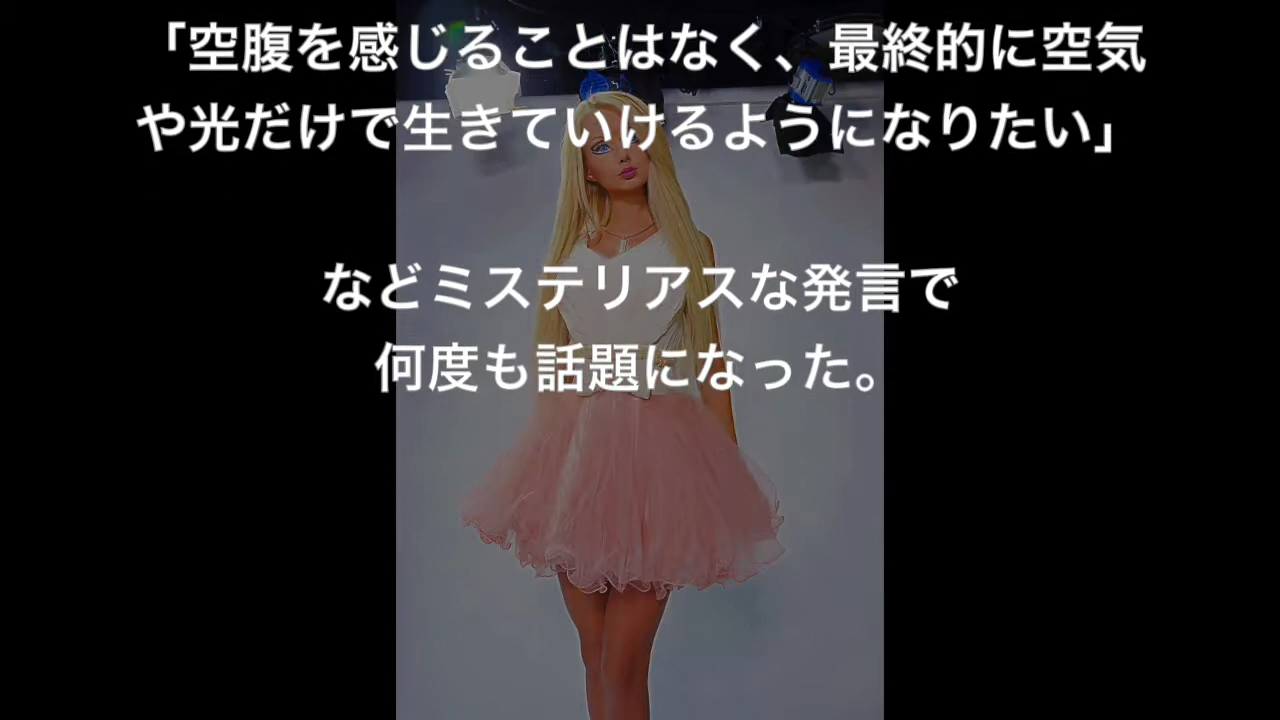 「空腹を感じることはなく、最終的に空気
や光だけで生きていけるようになりたい」
などミステリアスな発言で
何度も話題になった。